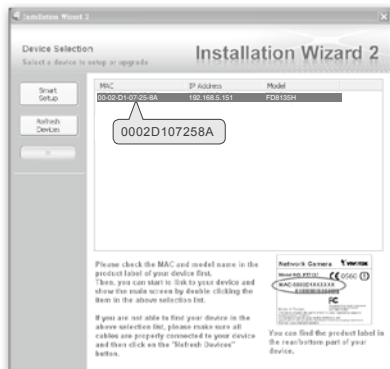 Installation Wizard 2
Device Selection
Select a device to setup or upgrade
Installation Wizard 2
Smart
Setup
Refresh
Devices
MAC IP Address Model
00-02-D1-07-25-8A 192.168.5.151 FD8135H
0002D107258A
Please check the MAC and model name in the
product label of your device first.
Then, you can start to link to your device and
show the main screen by double clicking the
item in the above selection list.
If you are not able to find your device in the
above selection list, please make sure all
cables are properly connected to your device
and then click on the "Refresh Devices"
button.
Network Camera VIVOTEK
0560
FC
You can find the product label in
the rear/bottom part of your
device.